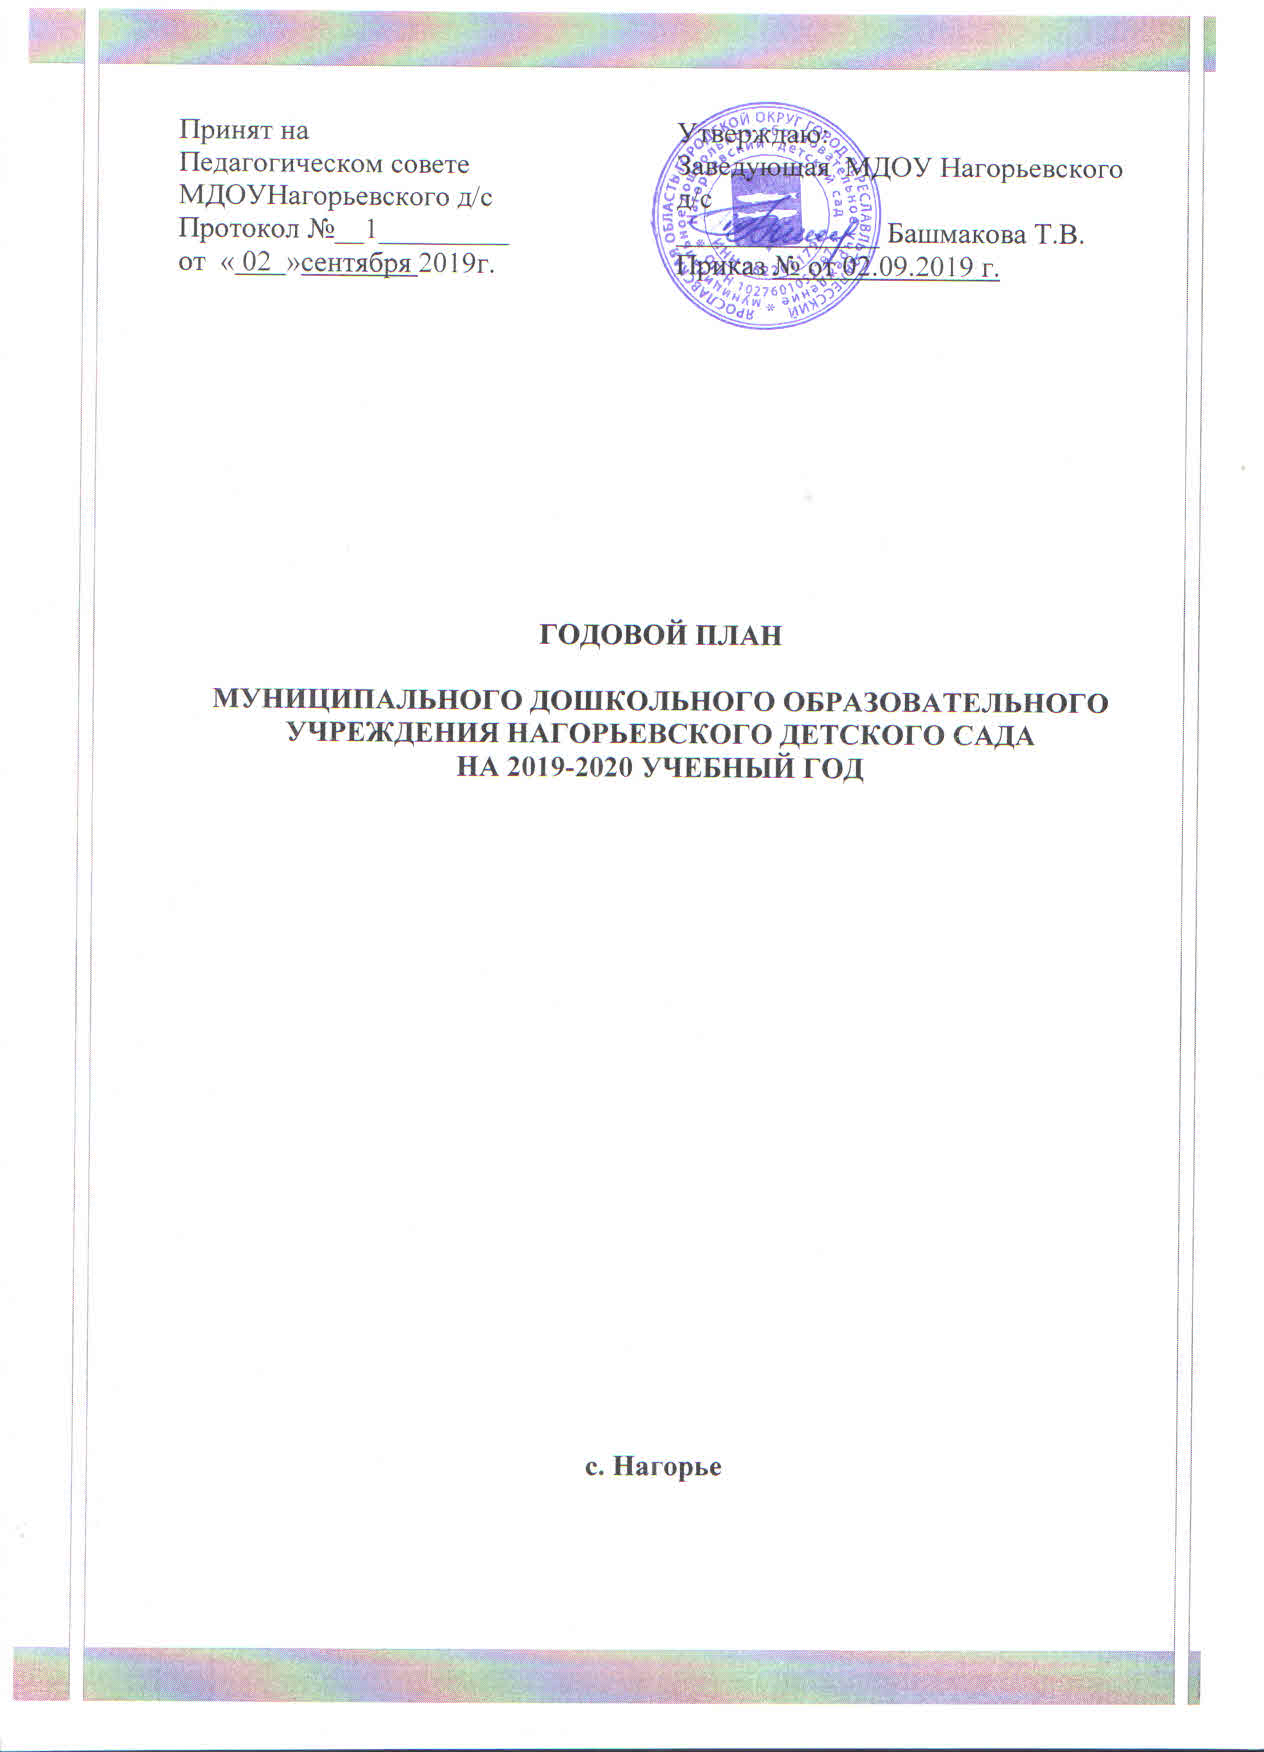 Принят на
Педагогическом совете
МДОУНагорьевского д/с
Протокол №__1_________
от «_02_»сентября 2019г.
Утверждаю:
Заведующая МДОУ Нагорьевского
д/с
______________ Башмакова Т.В.
Приказ № от 02.09.2019 г.
ГОДОВОЙ ПЛАН
МУНИЦИПАЛЬНОГО ДОШКОЛЬНОГО ОБРАЗОВАТЕЛЬНОГО
УЧРЕЖДЕНИЯ НАГОРЬЕВСКОГО ДЕТСКОГО САДА
НА 2019-2020 УЧЕБНЫЙ ГОД
с. Нагорье